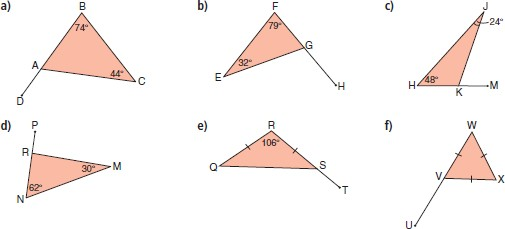 a)
B
74°
A
44°
C
D
b)
F
79°
G
32°
E
H
c)
J
24°
H
48°
K
M
d)
P
R
30°
M
62°
N
e)
R
106°
Q
S
T
f)
W
V
X
U